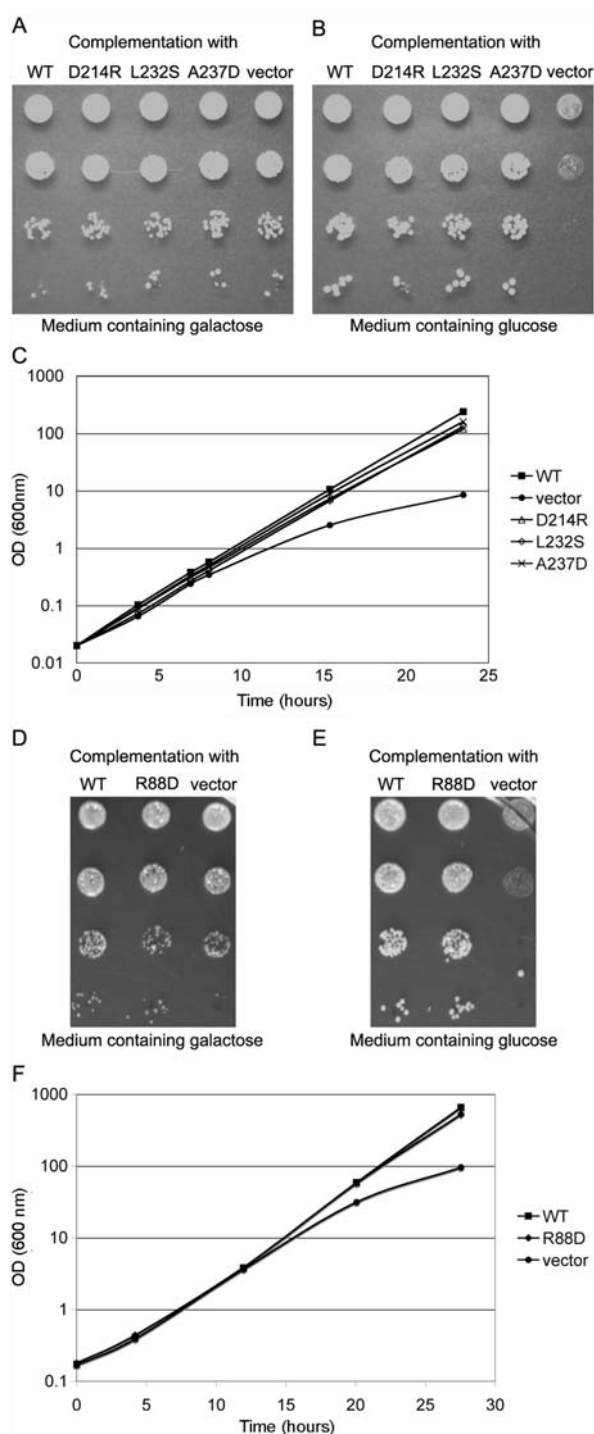 A
Complementation with
WT D214R L232S A237D vector
Medium containing galactose
B
Complementation with
WT D214R L232S A237D vector
Medium containing glucose
C
OD (600nm)
1000
100
10
1
0.1
0.01
0 5 10 15 20 25
Time (hours)
WT
vector
D214R
L232S
A237D
D
Complementation with
WT R88D vector
Medium containing galactose
E
Complementation with
WT R88D vector
Medium containing glucose
F
OD (600 nm)
1000
100
10
1
0.1
0 5 10 15 20 25 30
Time (hours)
WT
R88D
vector